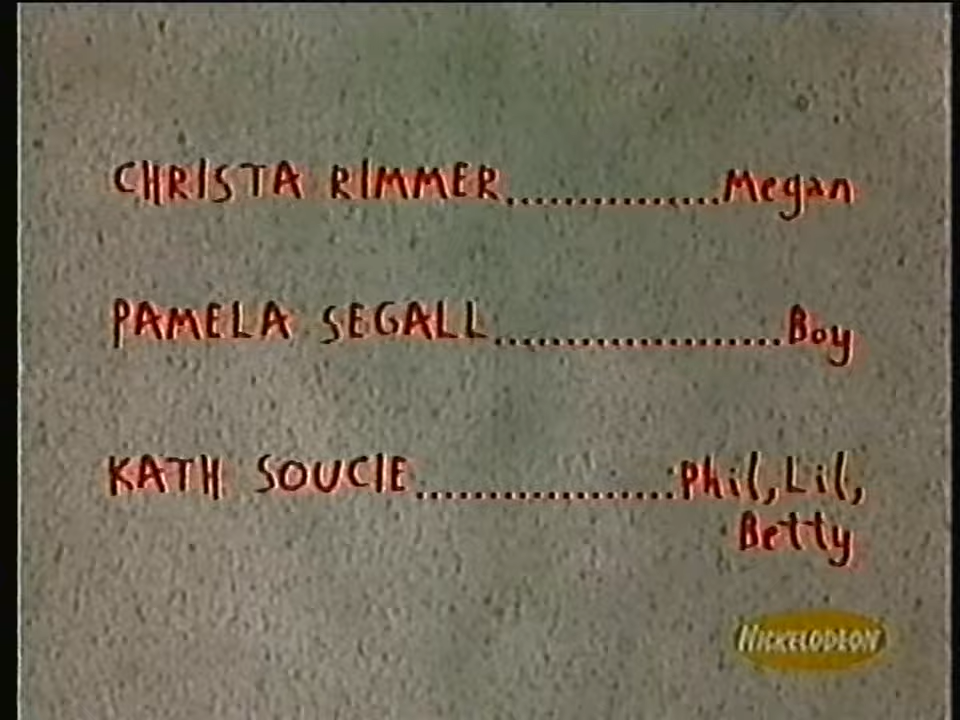 CHRISTA RIMMER...............Megan
PAMELA SEGALL....................Boy
KATH SOUCIE..................Phil, Lil,
Betty
NICKELODEON